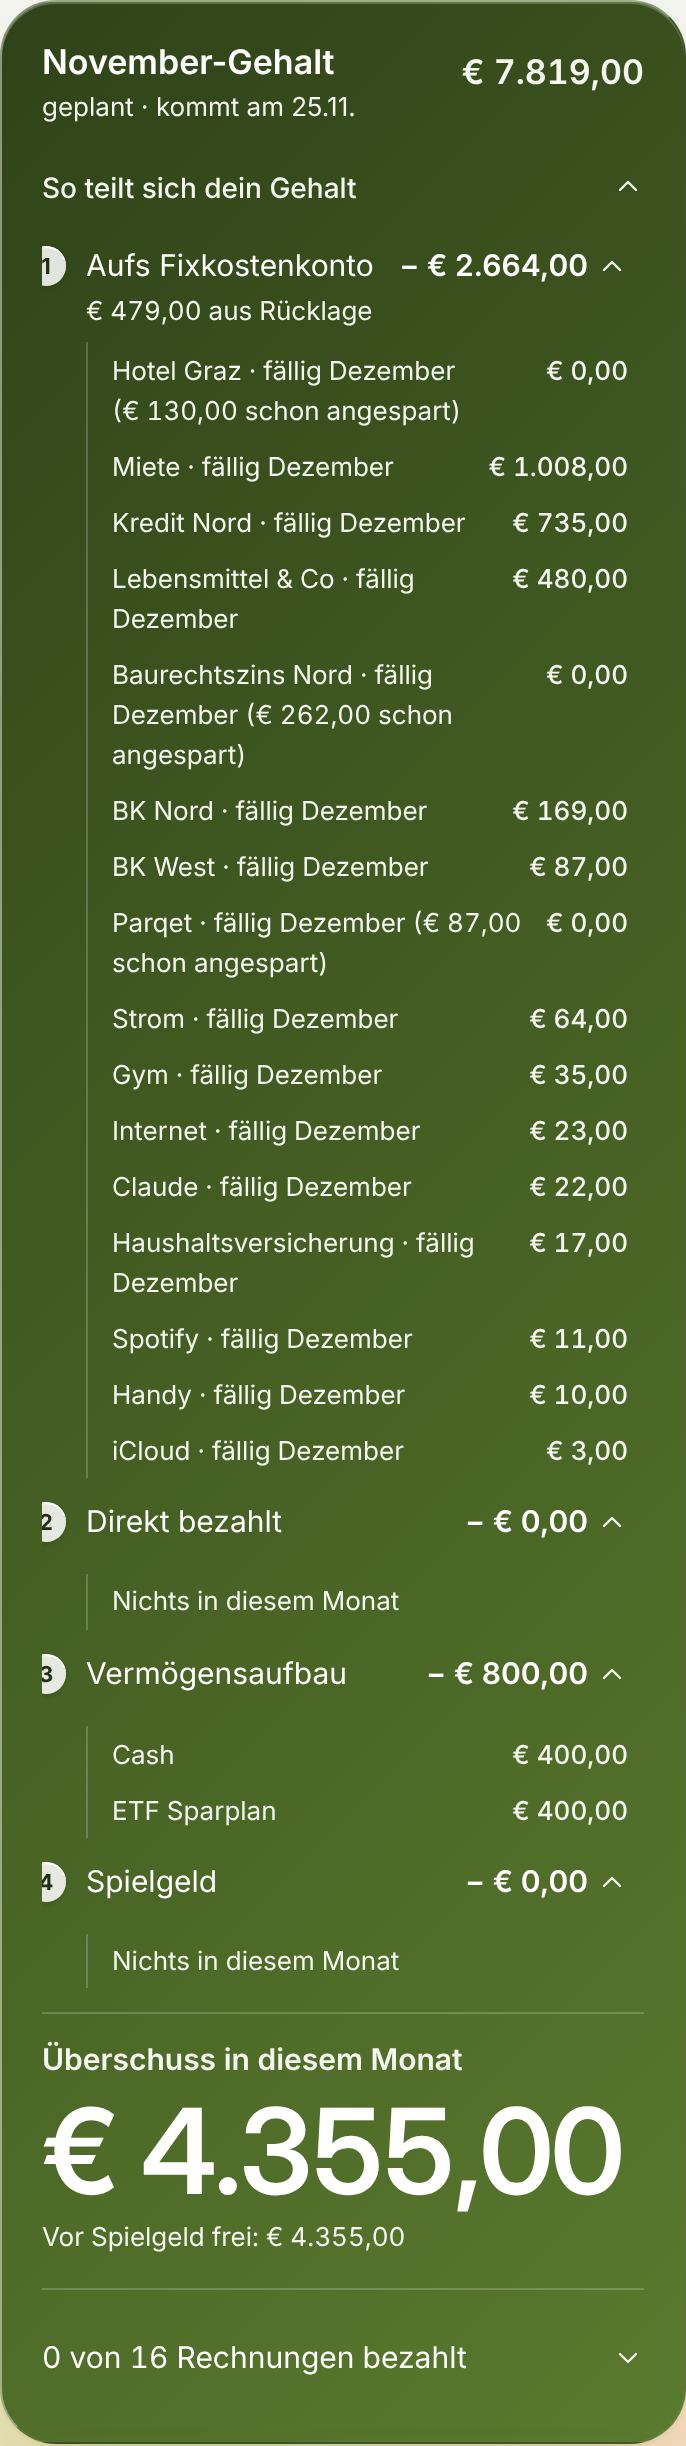 November-Gehalt
€ 7.819,00
geplant · kommt am 25.11.
So teilt sich dein Gehalt
1 Aufs Fixkostenkonto – € 2.664,00
€ 479,00 aus Rücklage
Hotel Graz · fällig Dezember € 0,00
(€ 130,00 schon angespart)
Miete · fällig Dezember € 1.008,00
Kredit Nord · fällig Dezember € 735,00
Lebensmittel & Co · fällig € 480,00
Dezember
Baurechtszins Nord · fällig € 0,00
Dezember (€ 262,00 schon
angespart)
BK Nord · fällig Dezember € 169,00
BK West · fällig Dezember € 87,00
Parqet · fällig Dezember (€ 87,00 € 0,00
schon angespart)
Strom · fällig Dezember € 64,00
Gym · fällig Dezember € 35,00
Internet · fällig Dezember € 23,00
Claude · fällig Dezember € 22,00
Haushaltsversicherung · fällig € 17,00
Dezember
Spotify · fällig Dezember € 11,00
Handy · fällig Dezember € 10,00
iCloud · fällig Dezember € 3,00
2 Direkt bezahlt – € 0,00
Nichts in diesem Monat
3 Vermögensaufbau – € 800,00
Cash € 400,00
ETF Sparplan € 400,00
4 Spielgeld – € 0,00
Nichts in diesem Monat
Überschuss in diesem Monat
€ 4.355,00
Vor Spielgeld frei: € 4.355,00
0 von 16 Rechnungen bezahlt